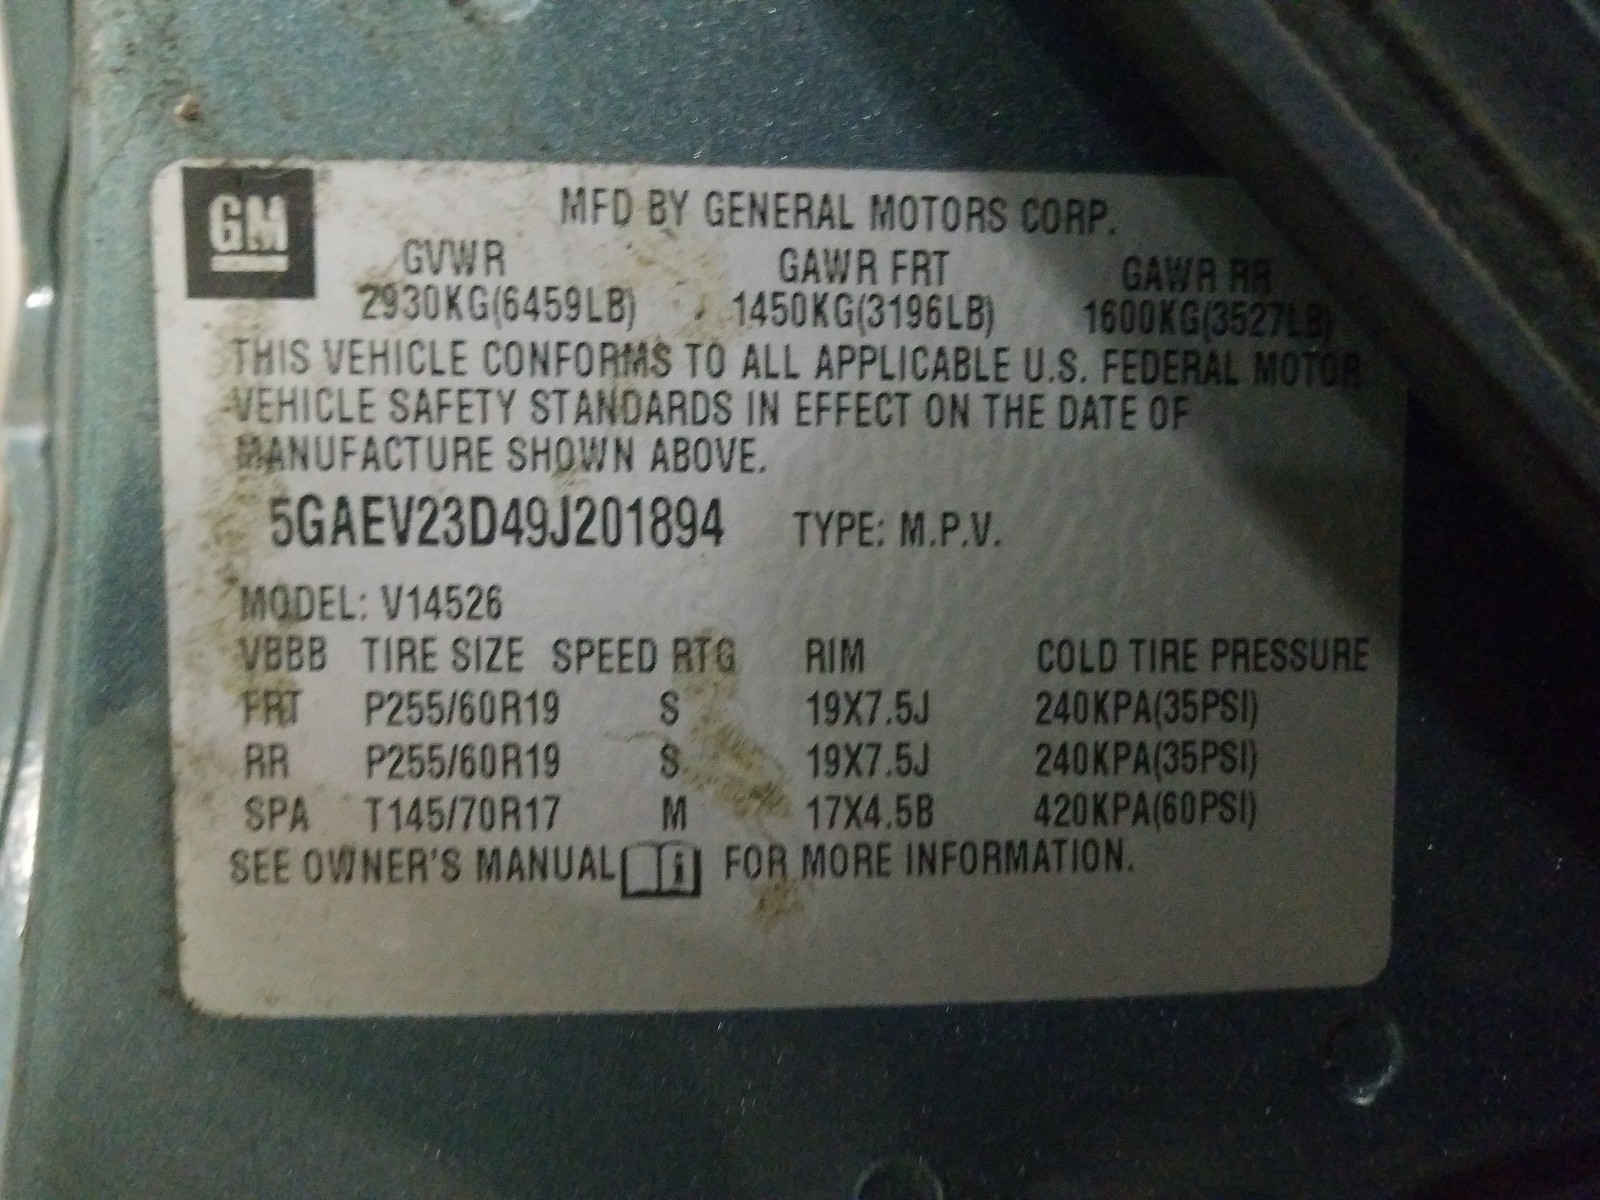 GM
MFD BY GENERAL MOTORS CORP.
GVWR GAWR FRT GAWR RR
2930KG(6459LB) 1450KG(3196LB) 1600KG(3527LB)
THIS VEHICLE CONFORMS TO ALL APPLICABLE U.S. FEDERAL MOTOR
VEHICLE SAFETY STANDARDS IN EFFECT ON THE DATE OF
MANUFACTURE SHOWN ABOVE.
5GAEV23D49J201894 TYPE: M.P.V.
MODEL: V14526
VBBB TIRE SIZE SPEED RTG RIM COLD TIRE PRESSURE
FRT P255/60R19 S 19X7.5J 240KPA(35PSI)
RR P255/60R19 S 19X7.5J 240KPA(35PSI)
SPA T145/70R17 M 17X4.5B 420KPA(60PSI)
SEE OWNER'S MANUAL i FOR MORE INFORMATION.